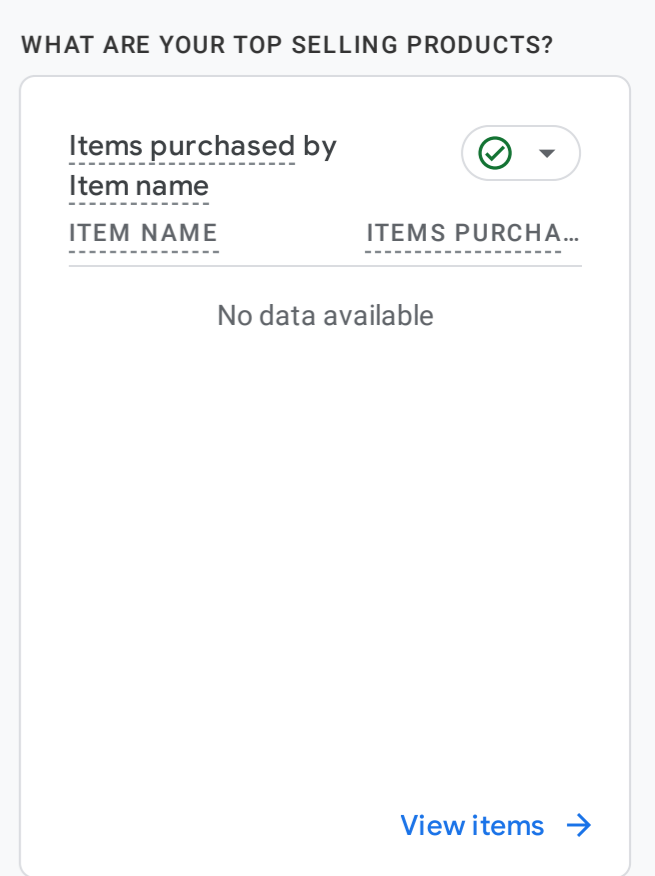 WHAT ARE YOUR TOP SELLING PRODUCTS?
Items purchased by
Item name
ITEM NAME ITEMS PURCHA…
No data available
View items